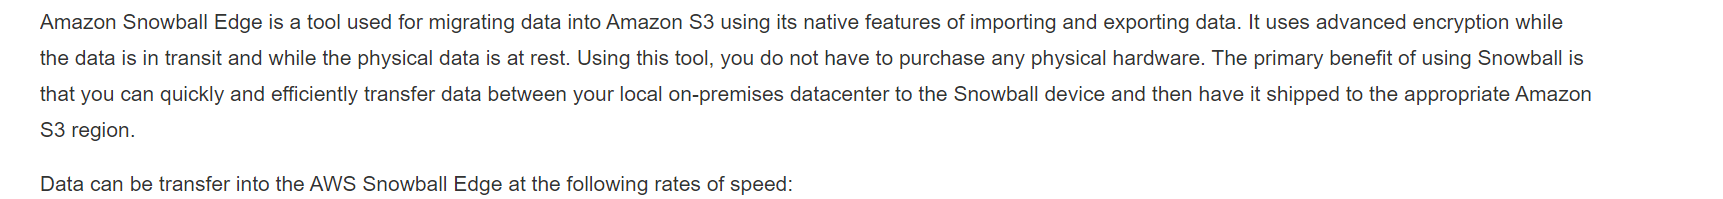 Amazon Snowball Edge is a tool used for migrating data into Amazon S3 using its native features of importing and exporting data. It uses advanced encryption while
the data is in transit and while the physical data is at rest. Using this tool, you do not have to purchase any physical hardware. The primary benefit of using Snowball is
that you can quickly and efficiently transfer data between your local on-premises datacenter to the Snowball device and then have it shipped to the appropriate Amazon
S3 region.
Data can be transfer into the AWS Snowball Edge at the following rates of speed: